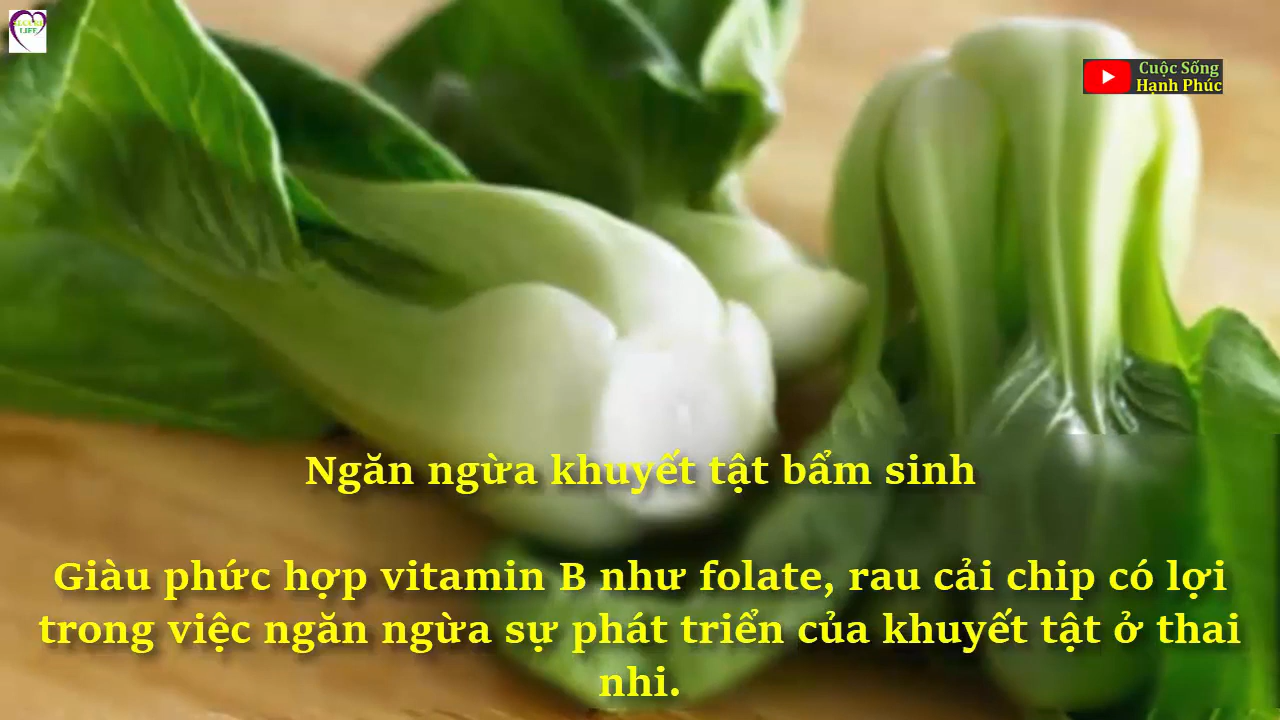 LIFE
Cuộc Sống
Hạnh Phúc
Ngăn ngừa khuyết tật bẩm sinh
Giàu phức hợp vitamin B như folate, rau cải chip có lợi
trong việc ngăn ngừa sự phát triển của khuyết tật ở thai
nhi.